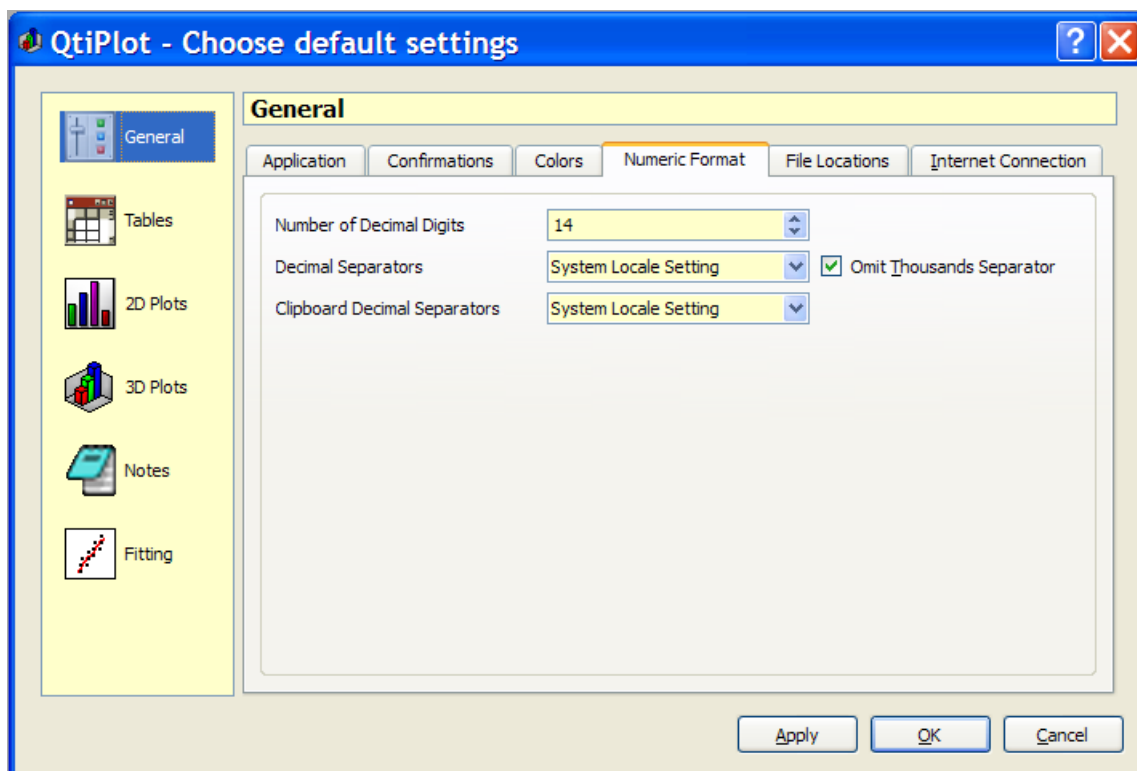 QtiPlot - Choose default settings
General
Tables
2D Plots
3D Plots
Notes
Fitting
General
Application Confirmations Colors Numeric Format File Locations Internet Connection
Number of Decimal Digits 14
Decimal Separators System Locale Setting Omit Thousands Separator
Clipboard Decimal Separators System Locale Setting
Apply OK Cancel